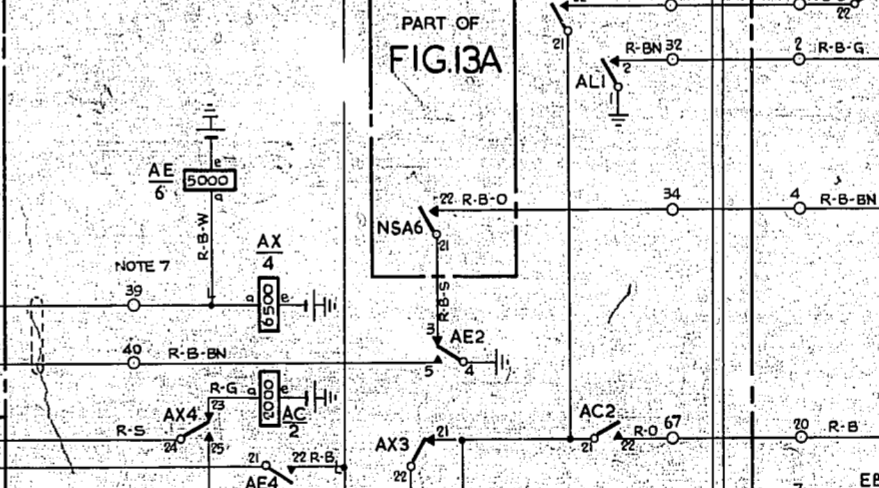 PART OF
FIG.13A
22
21
R-BN 32
2
R-B-G
2
AL1
1
e
AE
6
5000
a
R-B-W
22 R-B-O
34
4
R-B-BN
NSA6
21
AX
4
NOTE 7
39
a
6500
e
R-B-S
3
AE2
40
R-B-BN
5
4
R-G
a
2000
e
23
AX4
AC
2
R-S
24
25
AC2
21
AX3
21
22
R-O 67
20
R-B
21
22 R-B
22
7